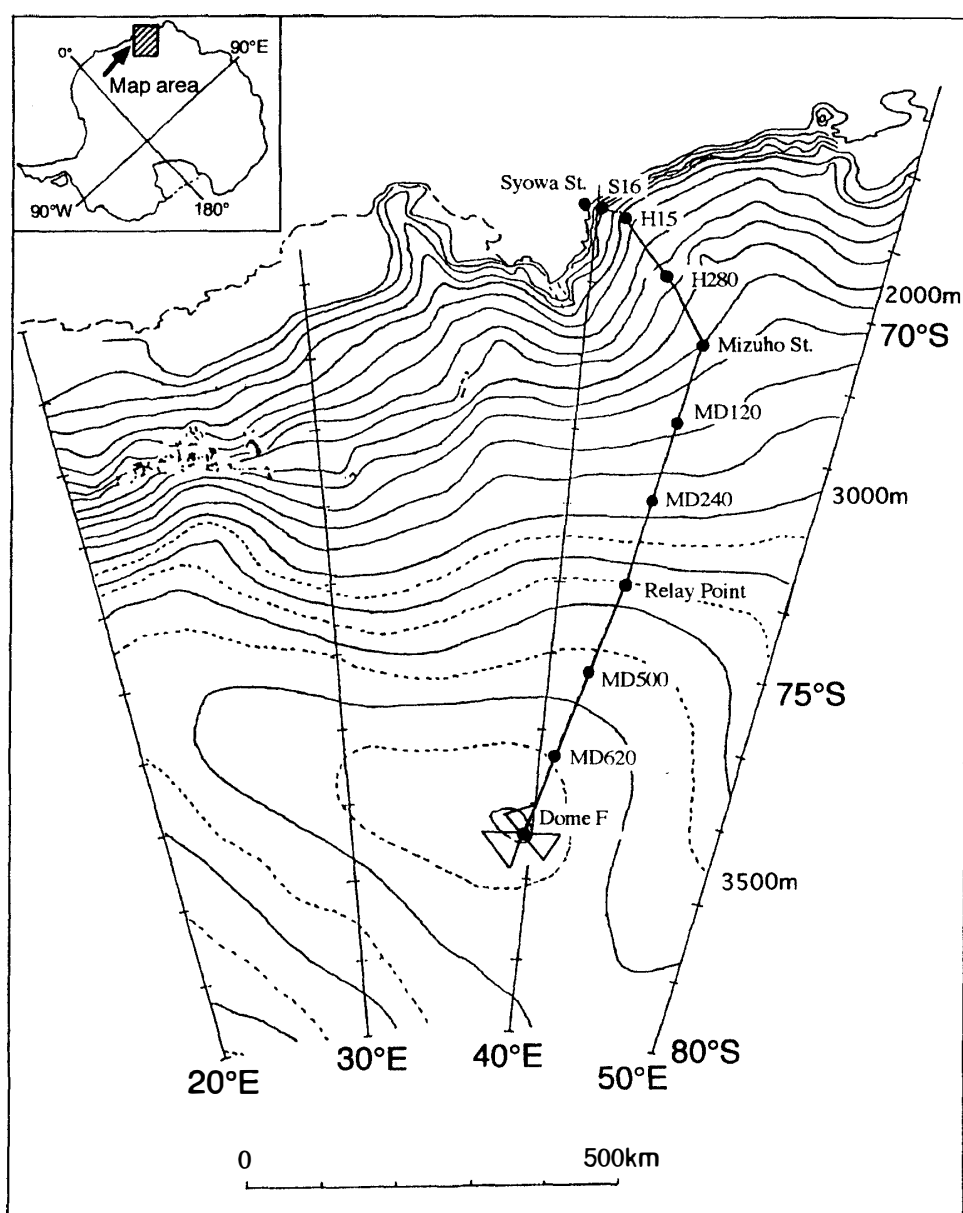 0°
90°E
Map area
90°W
180°
Syowa St.
S16
H15
H280
2000m
70°S
Mizuho St.
MD120
MD240
3000m
Relay Point
MD500
75°S
MD620
Dome F
3500m
20°E
30°E
40°E
50°E
80°S
0
500km